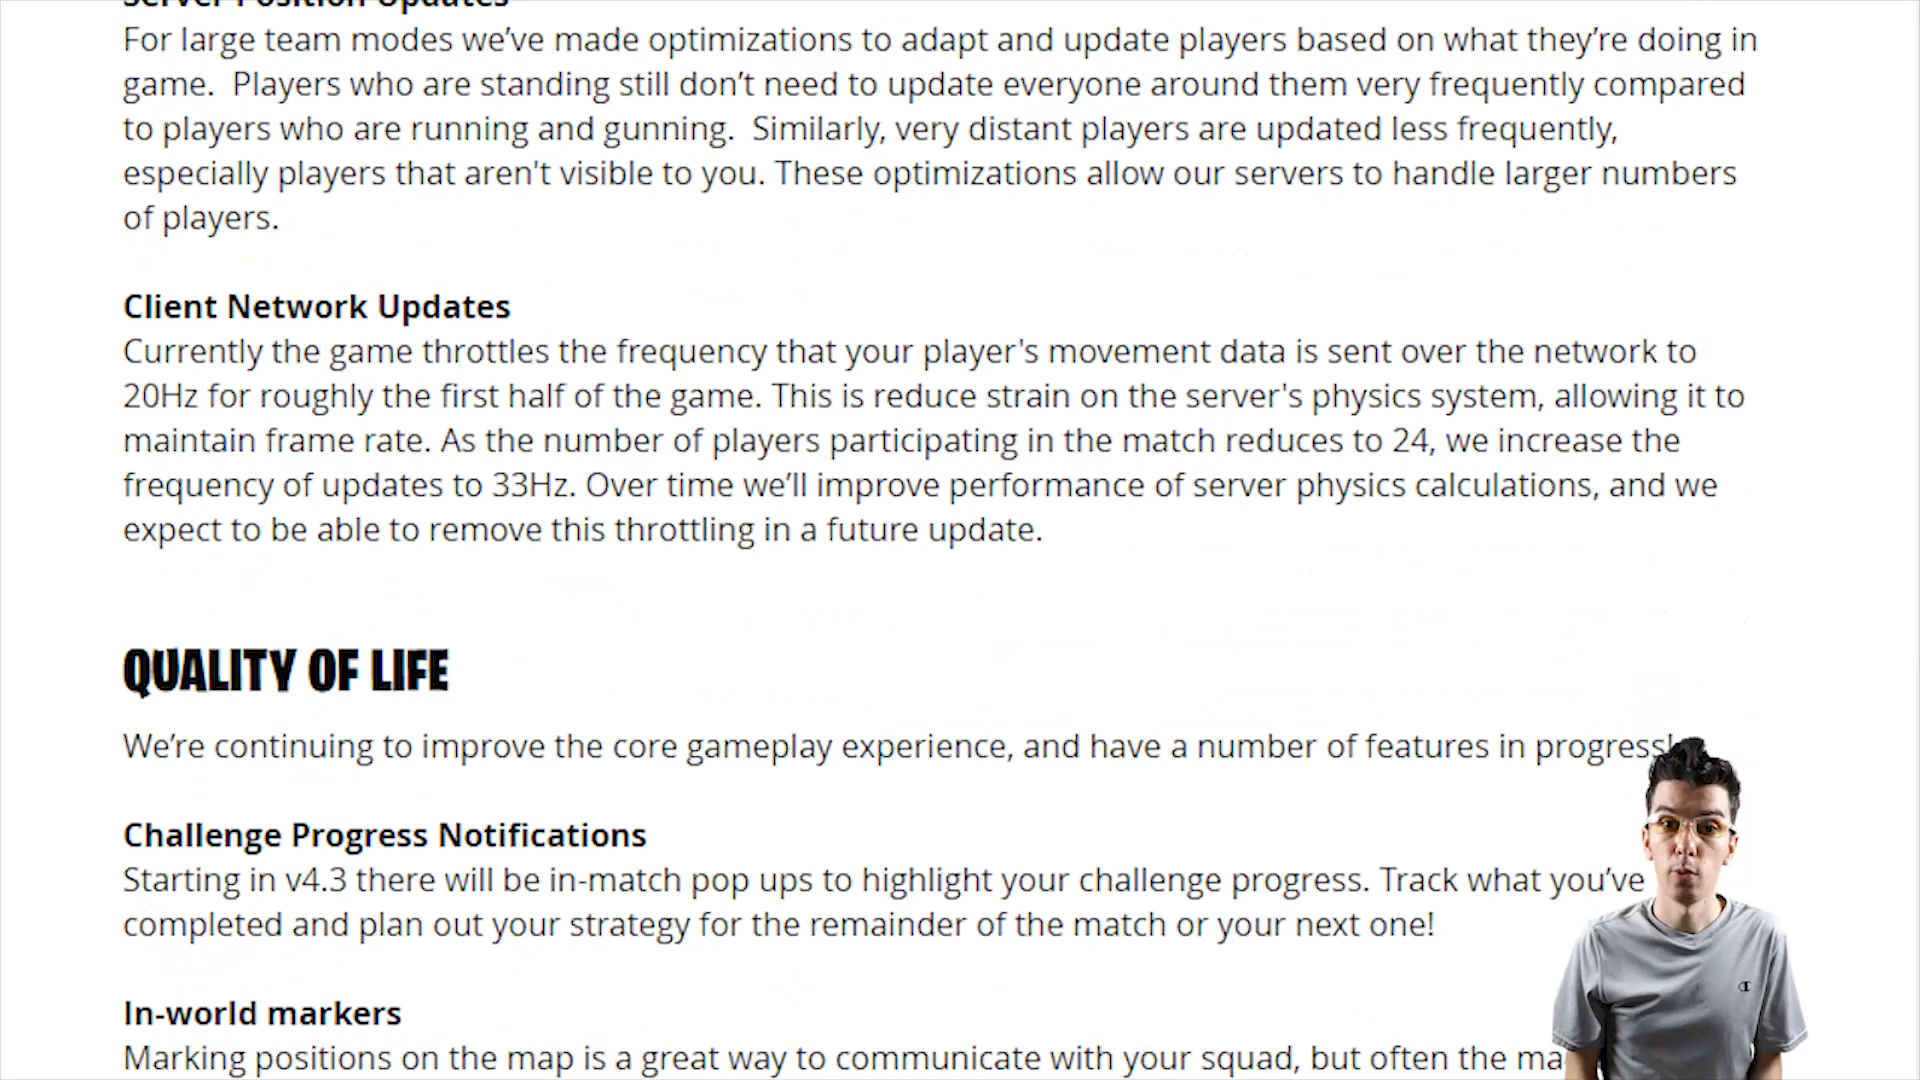 Server Position Updates
For large team modes we’ve made optimizations to adapt and update players based on what they’re doing in
game.  Players who are standing still don’t need to update everyone around them very frequently compared
to players who are running and gunning.  Similarly, very distant players are updated less frequently,
especially players that aren't visible to you. These optimizations allow our servers to handle larger numbers
of players.
Client Network Updates
Currently the game throttles the frequency that your player's movement data is sent over the network to
20Hz for roughly the first half of the game. This is reduce strain on the server's physics system, allowing it to
maintain frame rate. As the number of players participating in the match reduces to 24, we increase the
frequency of updates to 33Hz. Over time we’ll improve performance of server physics calculations, and we
expect to be able to remove this throttling in a future update.
QUALITY OF LIFE
We’re continuing to improve the core gameplay experience, and have a number of features in progress!
Challenge Progress Notifications
Starting in v4.3 there will be in-match pop ups to highlight your challenge progress. Track what you’ve
completed and plan out your strategy for the remainder of the match or your next one!
In-world markers
Marking positions on the map is a great way to communicate with your squad, but often the